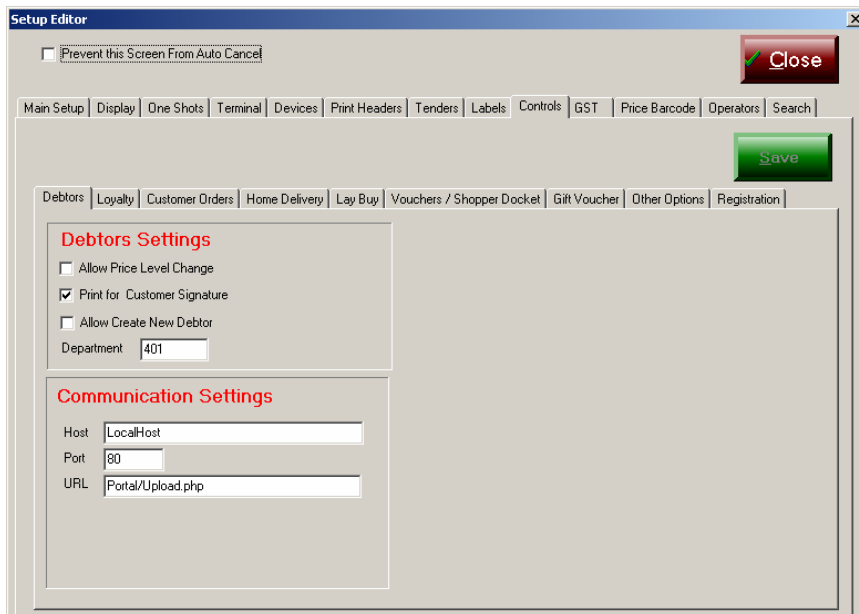 Setup Editor
Prevent this Screen From Auto Cancel
Close
Main Setup Display One Shots Terminal Devices Print Headers Tenders Labels Controls GST Price Barcode Operators Search
Save
Debtors Loyalty Customer Orders Home Delivery Lay Buy Vouchers / Shopper Docket Gift Voucher Other Options Registration
Debtors Settings
Allow Price Level Change
Print for Customer Signature
Allow Create New Debtor
Department 401
Communication Settings
Host LocalHost
Port 80
URL Portal/Upload.php